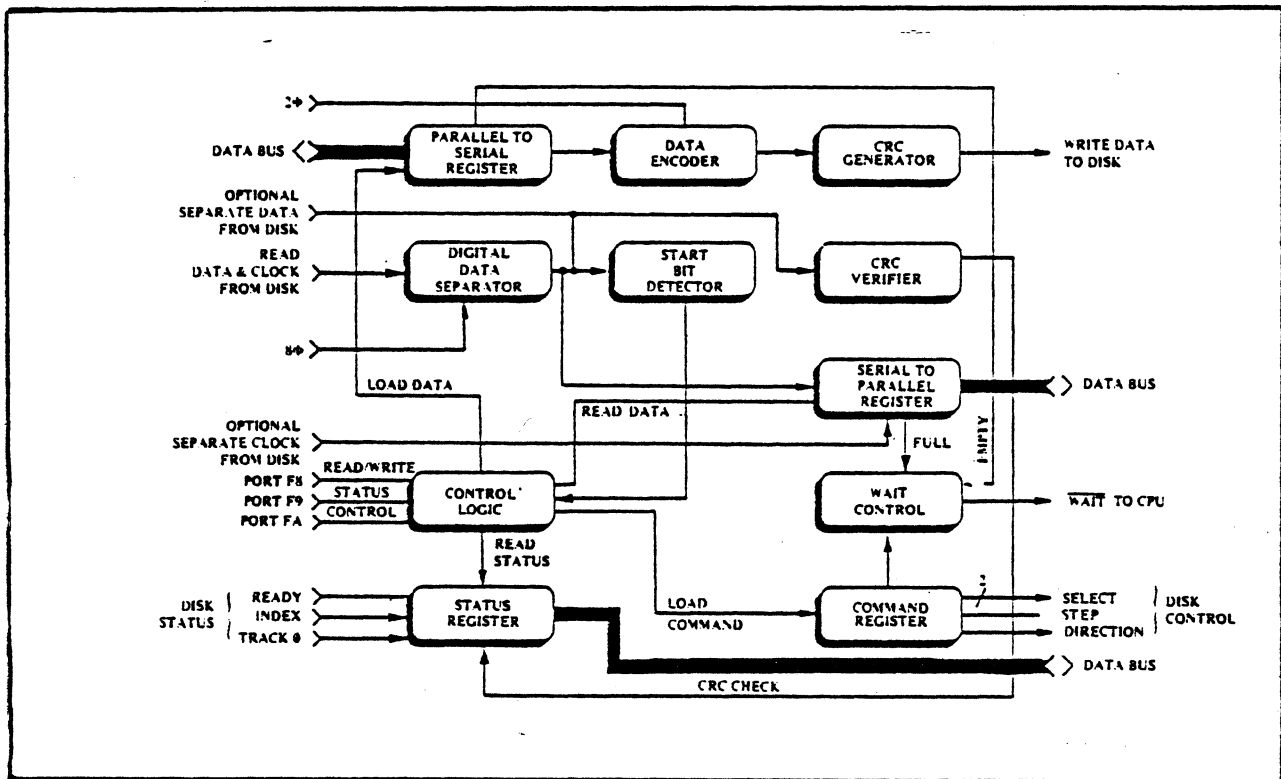 2Φ
DATA BUS
PARALLEL TO
SERIAL
REGISTER
DATA
ENCODER
CRC
GENERATOR
WRITE DATA
TO DISK
OPTIONAL
SEPARATE DATA
FROM DISK
READ
DATA & CLOCK
FROM DISK
DIGITAL
DATA
SEPARATOR
START
BIT
DETECTOR
CRC
VERIFIER
8Φ
LOAD DATA
READ DATA
SERIAL TO
PARALLEL
REGISTER
DATA BUS
OPTIONAL
SEPARATE CLOCK
FROM DISK
FULL
EMPTY
PORT F8
READ/WRITE
PORT F9
STATUS
PORT FA
CONTROL
CONTROL
LOGIC
WAIT
CONTROL
WAIT TO CPU
READ
STATUS
DISK
STATUS
READY
INDEX
TRACK 0
STATUS
REGISTER
LOAD
COMMAND
COMMAND
REGISTER
SELECT
STEP
DIRECTION
DISK
CONTROL
DATA BUS
CRC CHECK